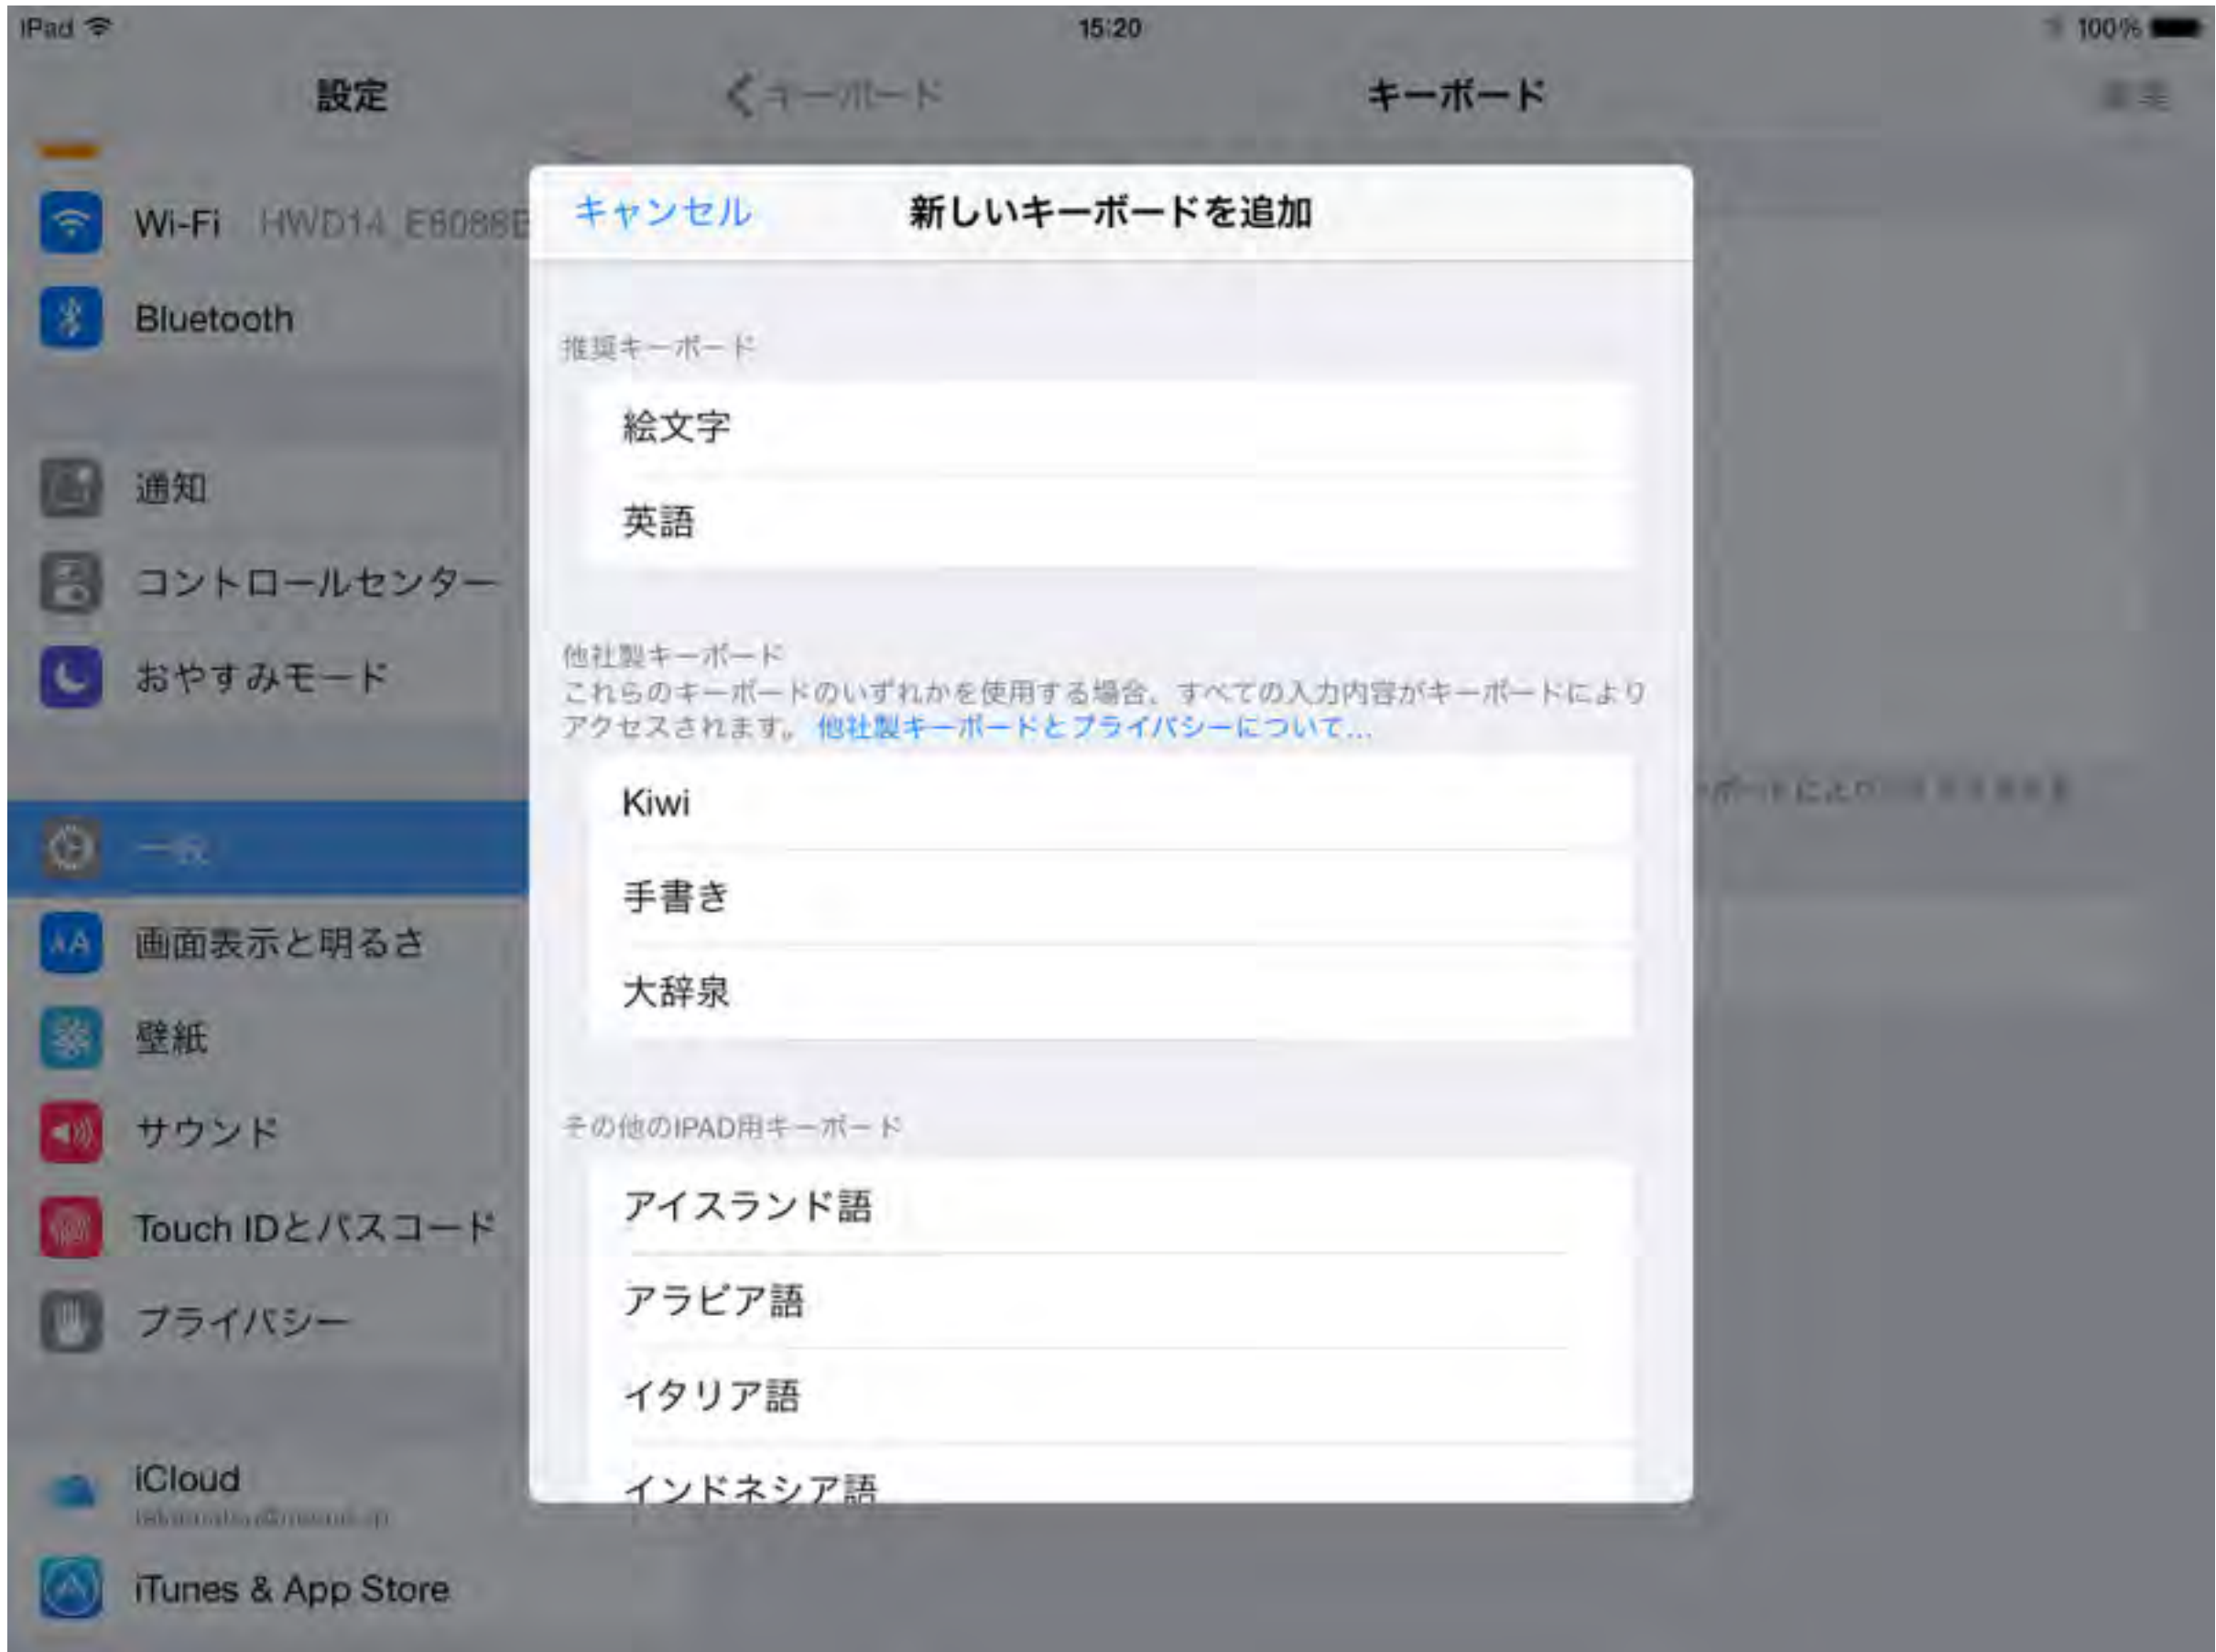 iPad
15:20
100%
設定
キーボード
キーボード
Wi-Fi HWD14_E6088E
Bluetooth
通知
コントロールセンター
おやすみモード
一般
画面表示と明るさ
壁紙
サウンド
Touch IDとパスコード
プライバシー
iCloud
iTunes & App Store
キャンセル
新しいキーボードを追加
推奨キーボード
絵文字
英語
他社製キーボード
これらのキーボードのいずれかを使用する場合、すべての入力内容がキーボードにより
アクセスされます。 他社製キーボードとプライバシーについて...
Kiwi
手書き
大辞泉
その他のIPAD用キーボード
アイスランド語
アラビア語
イタリア語
インドネシア語